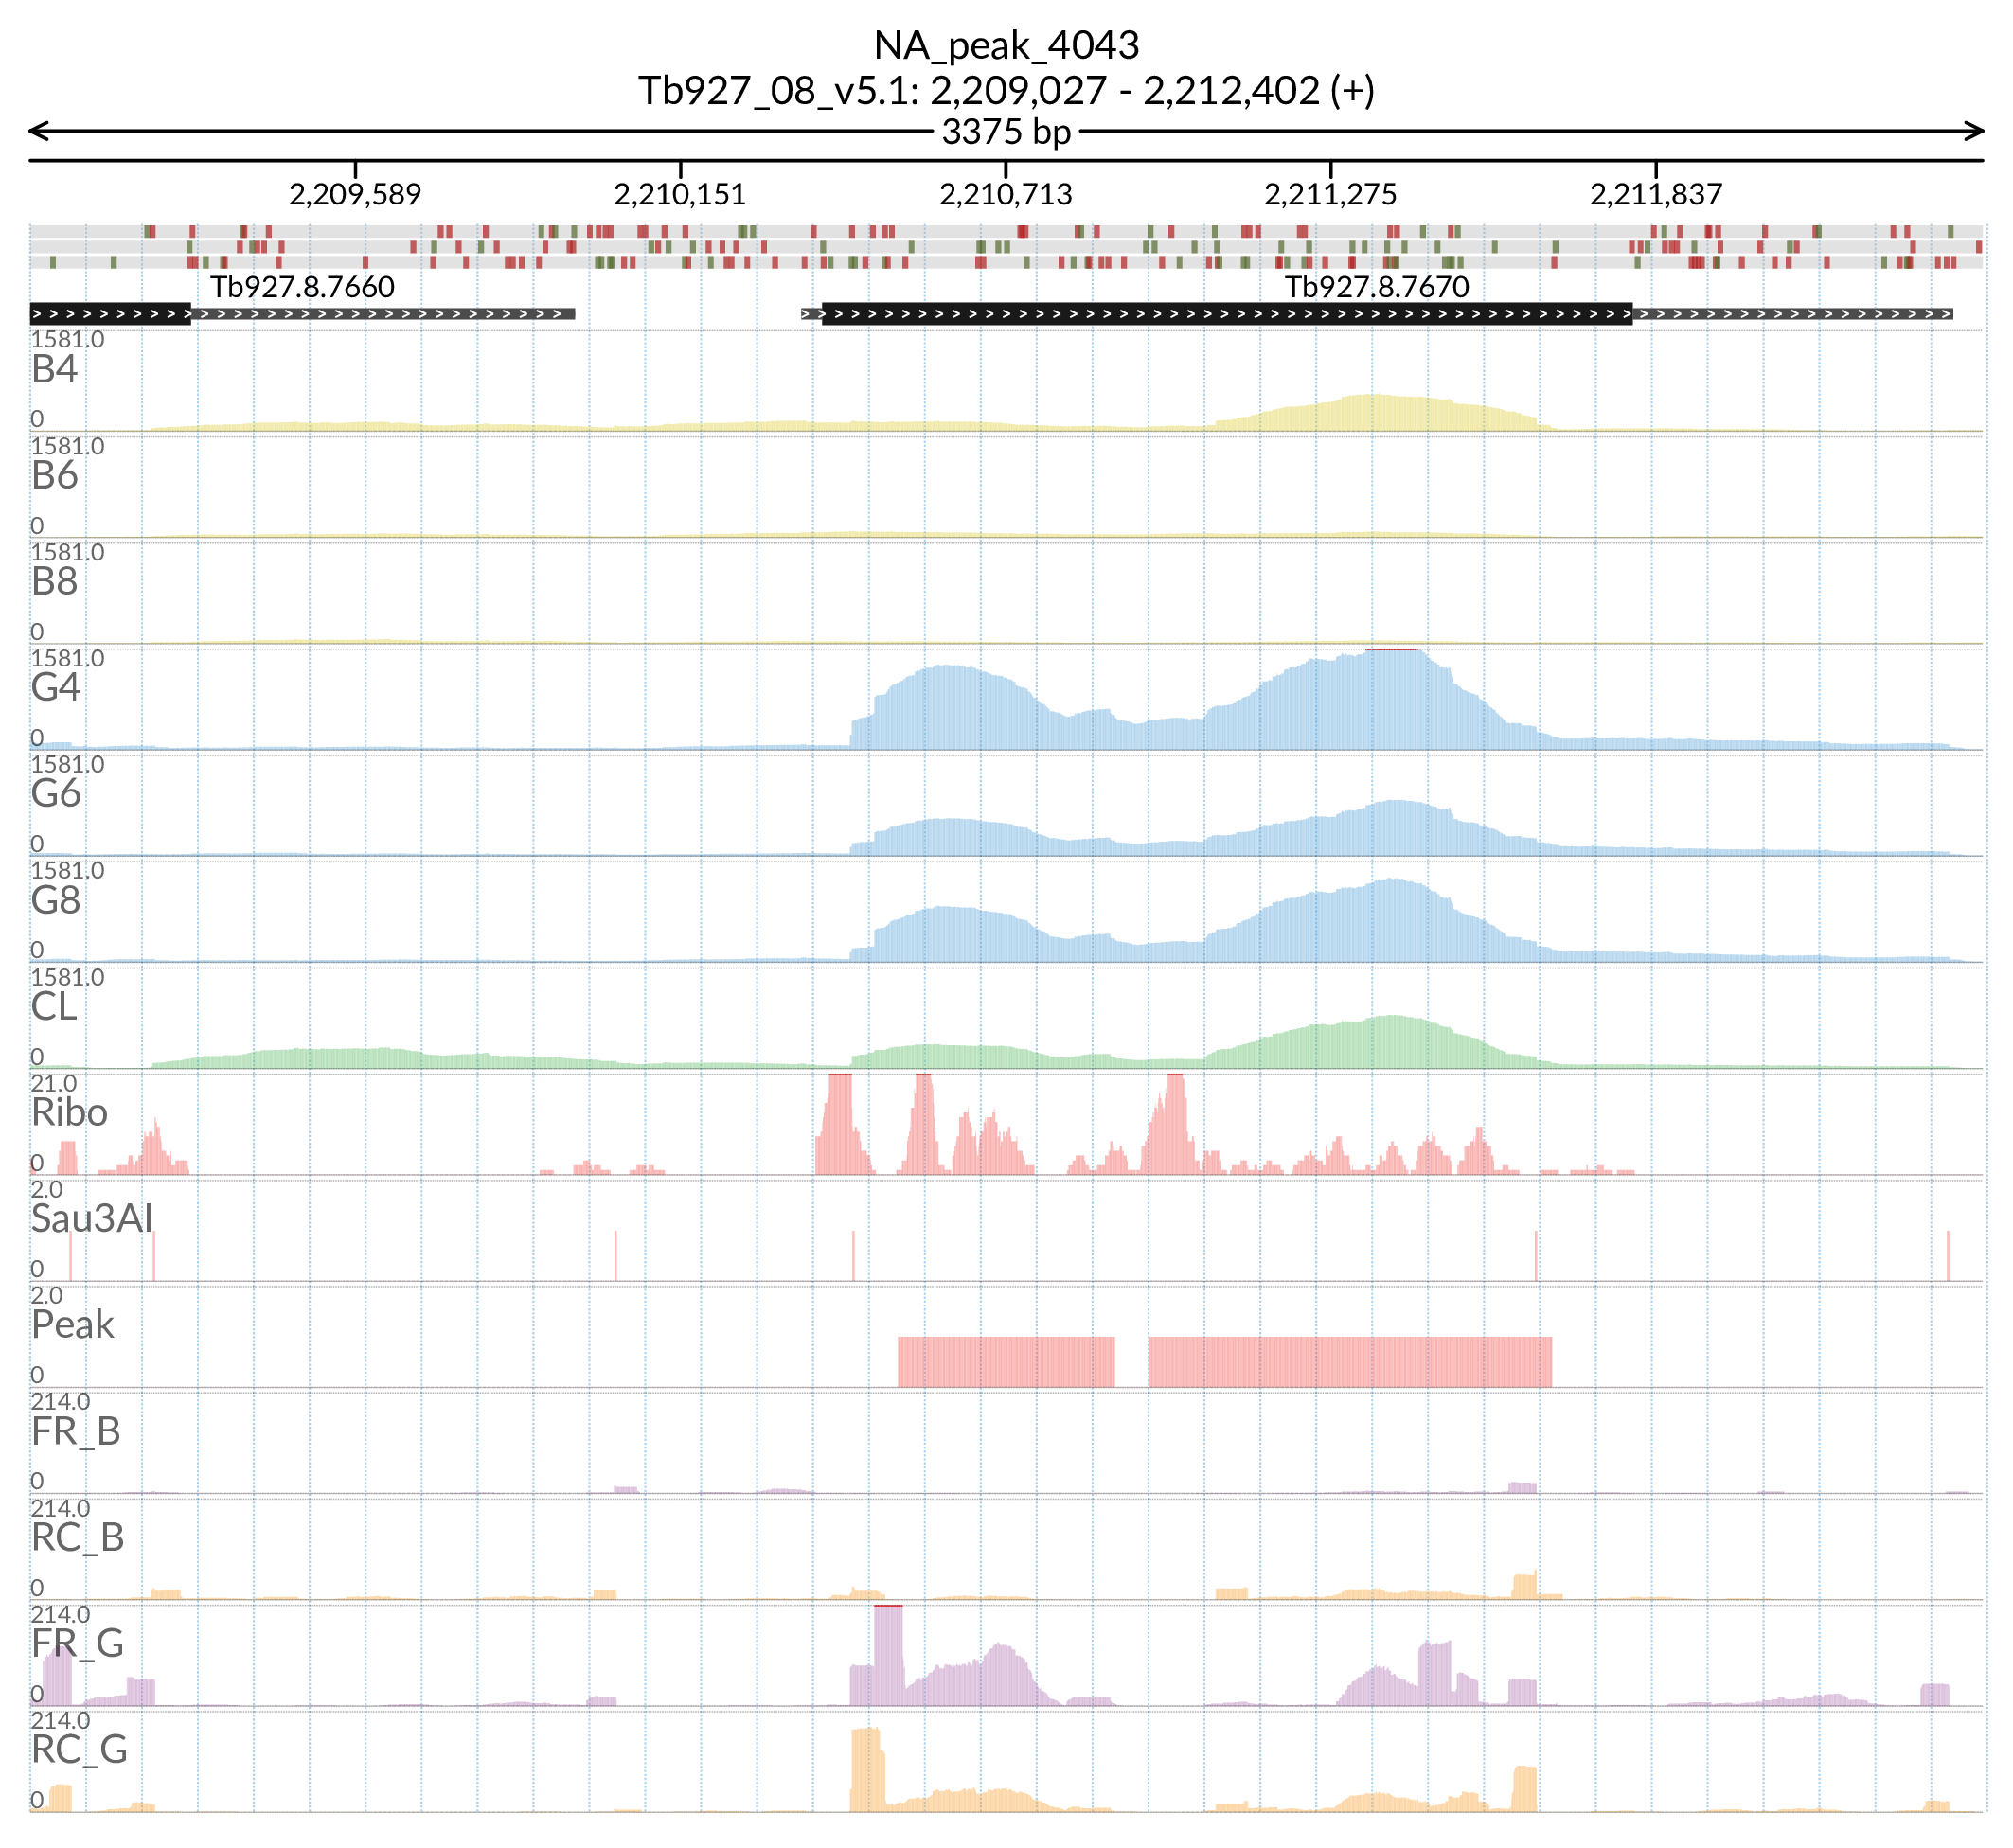 NA_peak_4043
Tb927_08_v5.1: 2,209,027 - 2,212,402 (+)
3375 bp
2,209,589 2,210,151 2,210,713 2,211,275 2,211,837
Tb927.8.7660 Tb927.8.7670
1581.0
B4
0
1581.0
B6
0
1581.0
B8
0
1581.0
G4
0
1581.0
G6
0
1581.0
G8
0
1581.0
CL
0
21.0
Ribo
0
2.0
Sau3AI
0
2.0
Peak
0
214.0
FR_B
0
214.0
RC_B
0
214.0
FR_G
0
214.0
RC_G
0